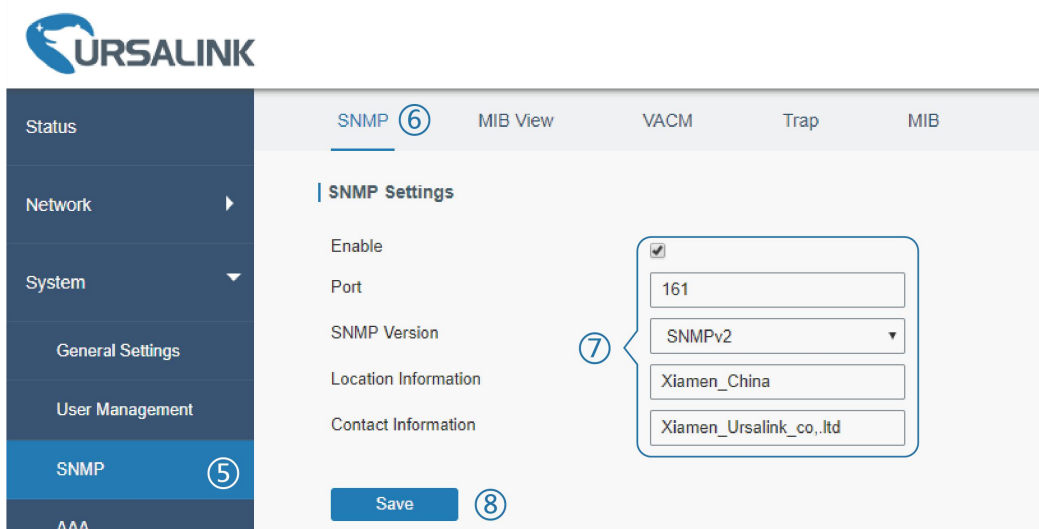 URSALINK
Status
SNMP ⑥ MIB View VACM Trap MIB
SNMP Settings
Network
Enable
System
Port 161
SNMP Version SNMPv2
⑦
General Settings
Location Information Xiamen_China
User Management
Contact Information Xiamen_Ursalink_co,.ltd
SNMP ⑤
Save ⑧
AAA